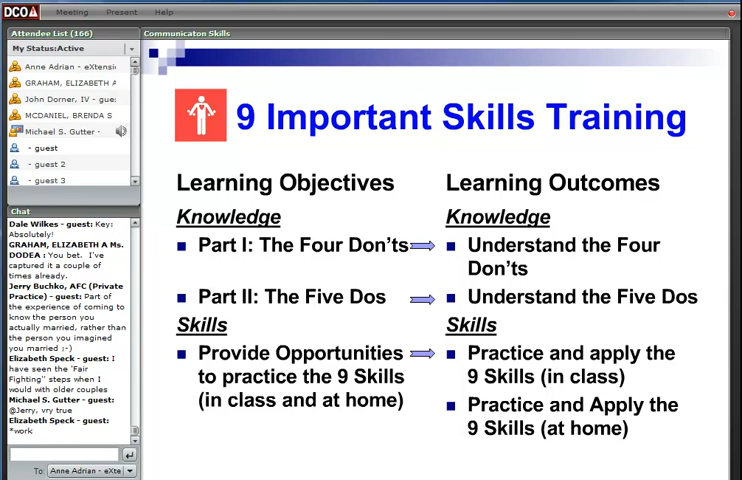 DCO
Meeting Present Help
Attendee List (166)
My Status:Active
Anne Adrian - eXtensi
GRAHAM, ELIZABETH A
John Dorner, IV - gue
MCDANIEL, BRENDA S
Michael S. Gutter -
- guest
- guest 2
- guest 3
Chat
Dale Wilkes - guest: Key:
Absolutely!
GRAHAM, ELIZABETH A Ms.
DODEA : You bet. I've
captured it a couple of
times already.
Jerry Buchko, AFC (Private
Practice) - guest: Part of
the experience of coming to
know the person you
actually married, rather than
the person you imagined
you married ;-)
Elizabeth Speck - guest: I
have seen the 'Fair
Fighting" steps when I
would with older couples
Michael S. Gutter - guest:
@Jerry, vry true
Elizabeth Speck - guest:
*work
To: Anne Adrian - eXte
Communicaton Skills
9 Important Skills Training
Learning Objectives
Knowledge
Part I: The Four Don'ts
Part II: The Five Dos
Skills
Provide Opportunities
to practice the 9 Skills
(in class and at home)
Learning Outcomes
Knowledge
Understand the Four
Don'ts
Understand the Five Dos
Skills
Practice and apply the
9 Skills (in class)
Practice and Apply the
9 Skills (at home)